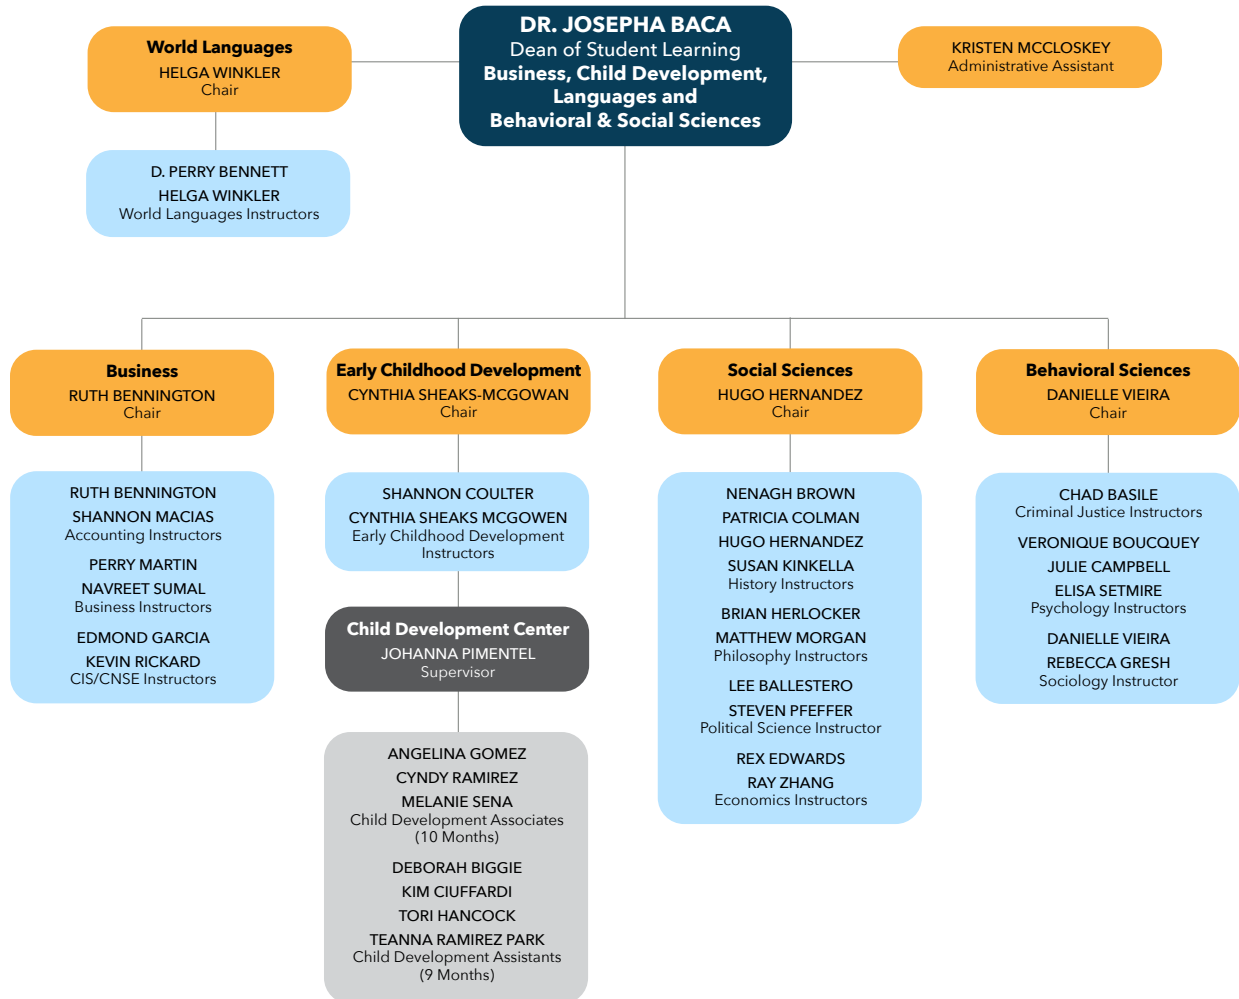 DR. JOSEPHA BACA
Dean of Student Learning
Business, Child Development,
Languages and
Behavioral & Social Sciences
World Languages
HELGA WINKLER
Chair
KRISTEN MCCLOSKEY
Administrative Assistant
D. PERRY BENNETT
HELGA WINKLER
World Languages Instructors
Business
RUTH BENNINGTON
Chair
RUTH BENNINGTON
SHANNON MACIAS
Accounting Instructors
PERRY MARTIN
NAVREET SUMAL
Business Instructors
EDMOND GARCIA
KEVIN RICKARD
CIS/CNSE Instructors
Early Childhood Development
CYNTHIA SHEAKS-MCGOWAN
Chair
SHANNON COULTER
CYNTHIA SHEAKS MCGOWEN
Early Childhood Development
Instructors
Child Development Center
JOHANNA PIMENTEL
Supervisor
ANGELINA GOMEZ
CYNDY RAMIREZ
MELANIE SENA
Child Development Associates
(10 Months)
DEBORAH BIGGIE
KIM CIUFFARDI
TORI HANCOCK
TEANNA RAMIREZ PARK
Child Development Assistants
(9 Months)
Social Sciences
HUGO HERNANDEZ
Chair
NENAGH BROWN
PATRICIA COLMAN
HUGO HERNANDEZ
SUSAN KINKELLA
History Instructors
BRIAN HERLOCKER
MATTHEW MORGAN
Philosophy Instructors
LEE BALLESTERO
STEVEN PFEFFER
Political Science Instructor
REX EDWARDS
RAY ZHANG
Economics Instructors
Behavioral Sciences
DANIELLE VIEIRA
Chair
CHAD BASILE
Criminal Justice Instructors
VERONIQUE BOUCQUEY
JULIE CAMPBELL
ELISA SETMIRE
Psychology Instructors
DANIELLE VIEIRA
REBECCA GRESH
Sociology Instructor